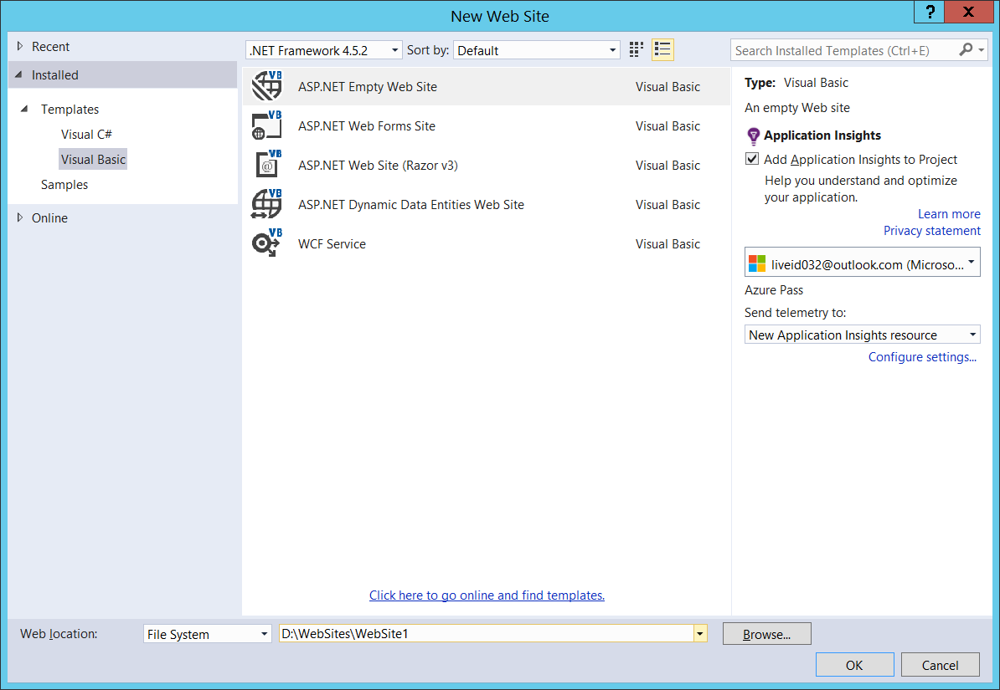 New Web Site
?
X
Recent
Installed
Templates
Visual C#
Visual Basic
Samples
Online
.NET Framework 4.5.2
Sort by:
Default
Search Installed Templates (Ctrl+E)
VB
ASP.NET Empty Web Site
Visual Basic
VB
ASP.NET Web Forms Site
Visual Basic
VB
@
ASP.NET Web Site (Razor v3)
Visual Basic
VB
ASP.NET Dynamic Data Entities Web Site
Visual Basic
VB
WCF Service
Visual Basic
Click here to go online and find templates.
Type: Visual Basic
An empty Web site
Application Insights
Add Application Insights to Project
Help you understand and optimize
your application.
Learn more
Privacy statement
liveid032@outlook.com (Microso...
Azure Pass
Send telemetry to:
New Application Insights resource
Configure settings...
Web location:
File System
D:\WebSites\WebSite1
Browse...
OK
Cancel